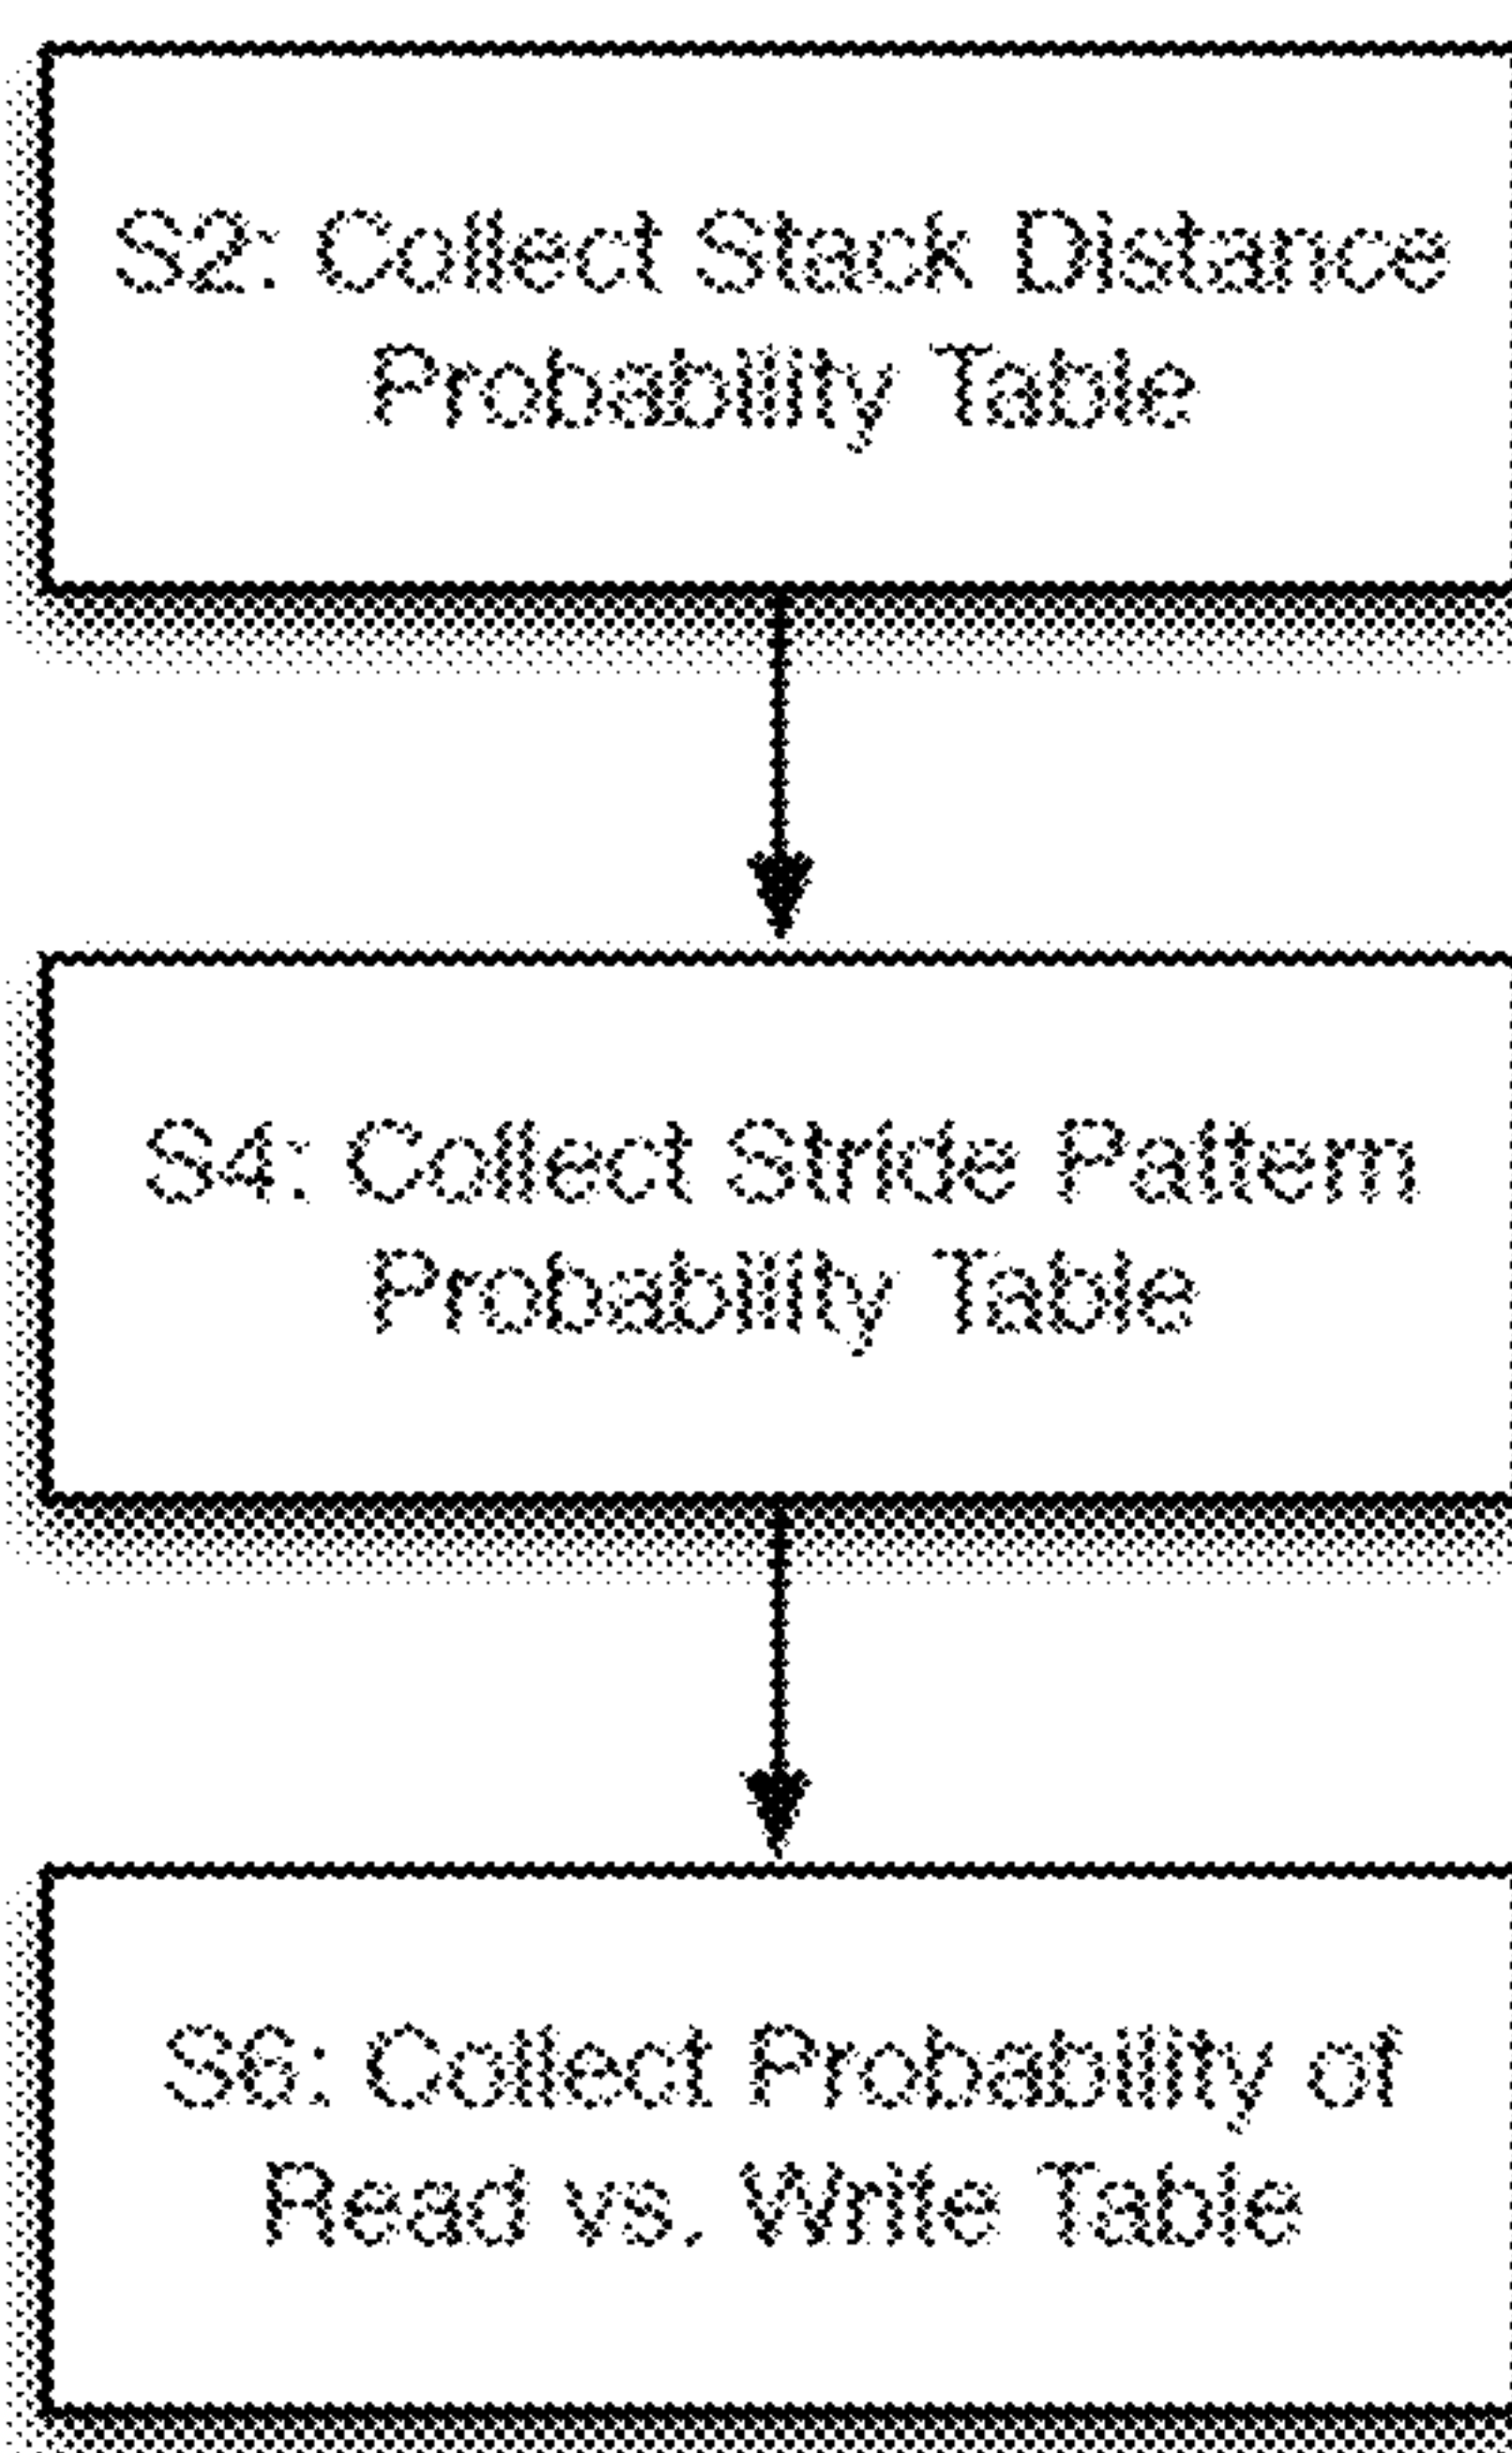 S2: Collect Stack Distance
Probability Table
S4: Collect Stride Pattern
Probability Table
S6: Collect Probability of
Read vs. Write Table